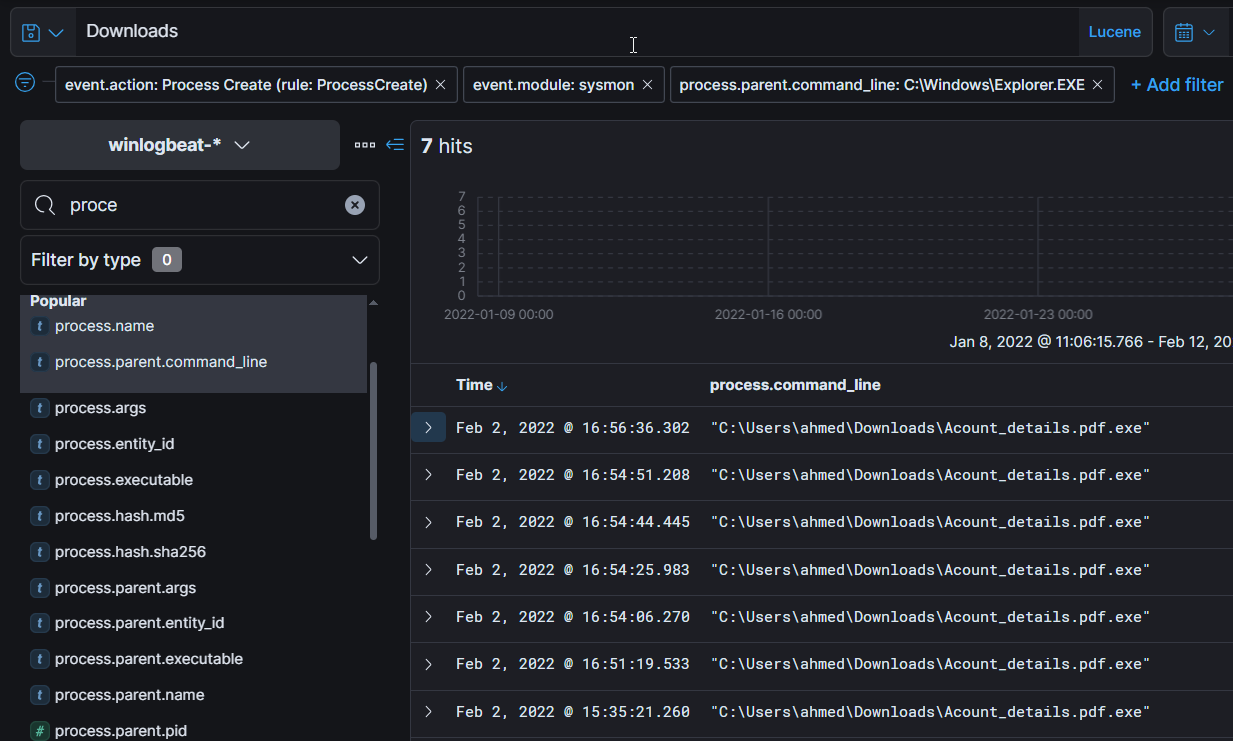 Downloads
Lucene
event.action: Process Create (rule: ProcessCreate) ×
event.module: sysmon ×
process.parent.command_line: C:\Windows\Explorer.EXE ×
+ Add filter
winlogbeat-*
7 hits
proce
Filter by type 0
Popular
t process.name
t process.parent.command_line
t process.args
t process.entity_id
t process.executable
t process.hash.md5
t process.hash.sha256
t process.parent.args
t process.parent.entity_id
t process.parent.executable
t process.parent.name
# process.parent.pid
7
6
5
4
3
2
1
0
2022-01-09 00:00
2022-01-16 00:00
2022-01-23 00:00
Jan 8, 2022 @ 11:06:15.766 - Feb 12, 20
Time ↓ process.command_line
Feb 2, 2022 @ 16:56:36.302 "C:\Users\ahmed\Downloads\Acount_details.pdf.exe"
Feb 2, 2022 @ 16:54:51.208 "C:\Users\ahmed\Downloads\Acount_details.pdf.exe"
Feb 2, 2022 @ 16:54:44.445 "C:\Users\ahmed\Downloads\Acount_details.pdf.exe"
Feb 2, 2022 @ 16:54:25.983 "C:\Users\ahmed\Downloads\Acount_details.pdf.exe"
Feb 2, 2022 @ 16:54:06.270 "C:\Users\ahmed\Downloads\Acount_details.pdf.exe"
Feb 2, 2022 @ 16:51:19.533 "C:\Users\ahmed\Downloads\Acount_details.pdf.exe"
Feb 2, 2022 @ 15:35:21.260 "C:\Users\ahmed\Downloads\Acount_details.pdf.exe"